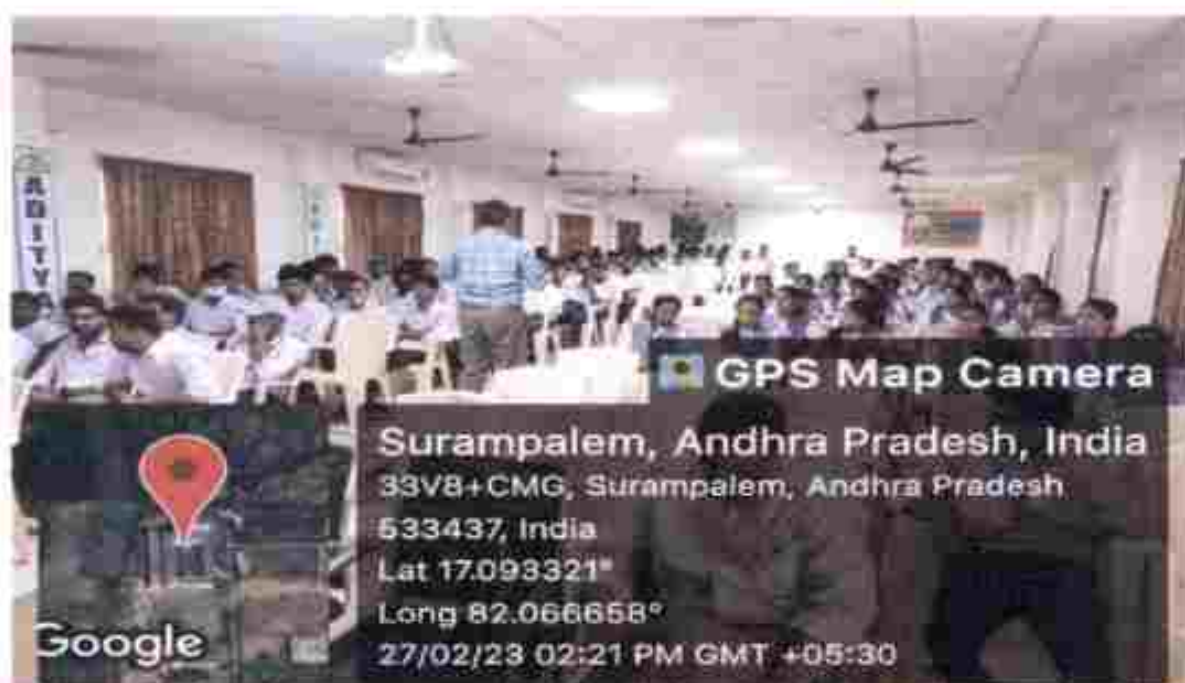 ADITY
GPS Map Camera
Surampalem, Andhra Pradesh, India
33V8+CMG, Surampalem, Andhra Pradesh
533437, India
Lat 17.093321°
Long 82.066658°
27/02/23 02:21 PM GMT +05:30
Google